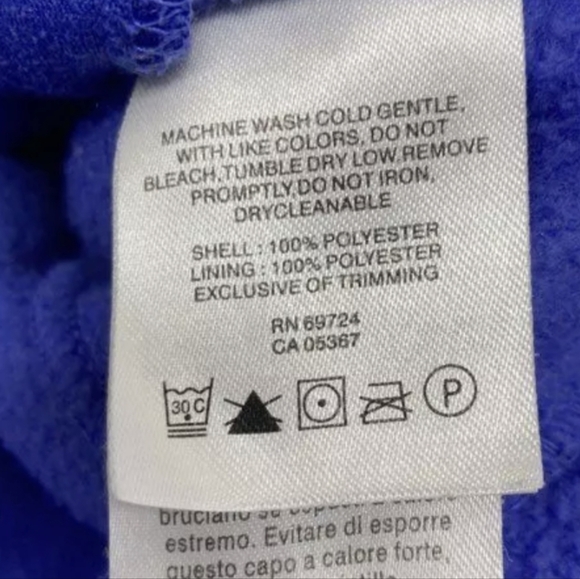 MACHINE WASH COLD GENTLE,
WITH LIKE COLORS, DO NOT
BLEACH.TUMBLE DRY LOW.REMOVE
PROMPTLY.DO NOT IRON,
DRYCLEANABLE
SHELL : 100% POLYESTER
LINING : 100% POLYESTER
EXCLUSIVE OF TRIMMING
RN 69724
CA 05367
30 C P
bruciano se
estremo. Evitare di esporre
questo capo a calore forte,